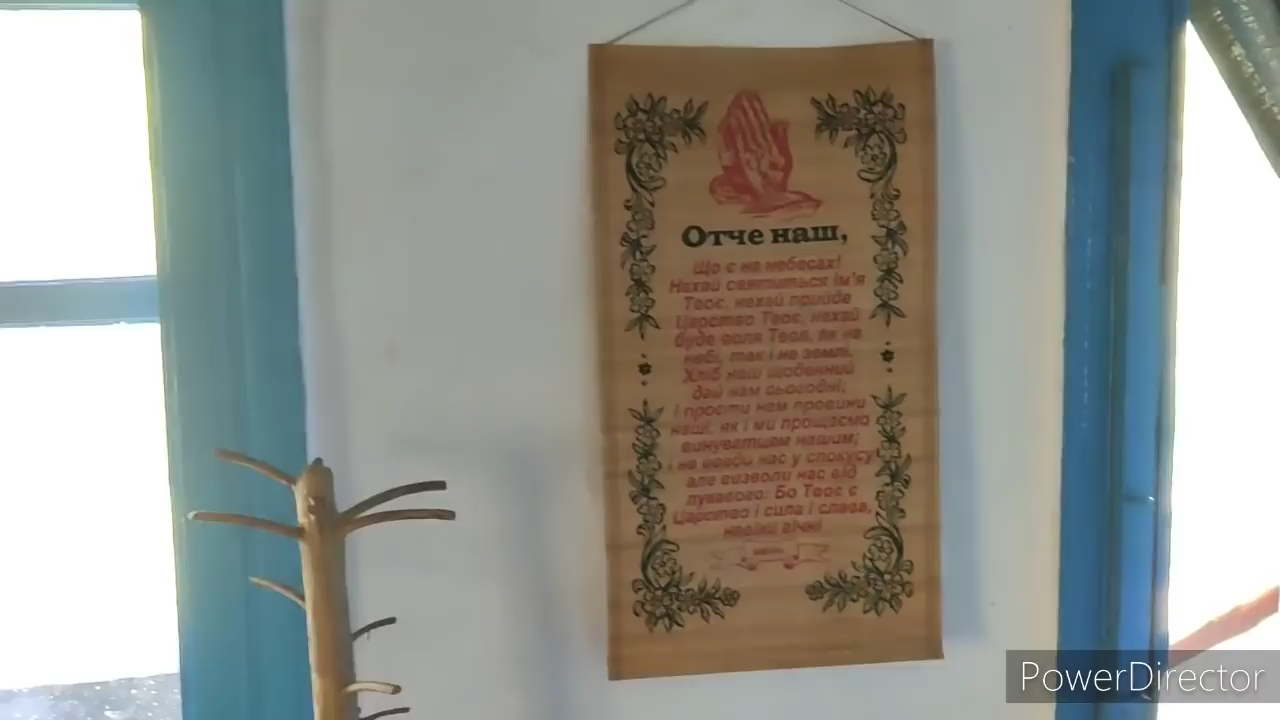 Отче наш,
Що є на небесах!
Нехай святиться Ім'я
Твоє, нехай прийде
Царство Твоє, нехай
буде воля Твоя, як на
небі, так і на землі.
Хліб наш щоденний
дай нам сьогодні;
і прости нам провини
наші, як і ми прощаємо
винуватцям нашим;
і не введи нас у спокусу
але визволи нас від
лукавого: Бо Твоє є
Царство і сила і слава,
навіки вічні
PowerDirector